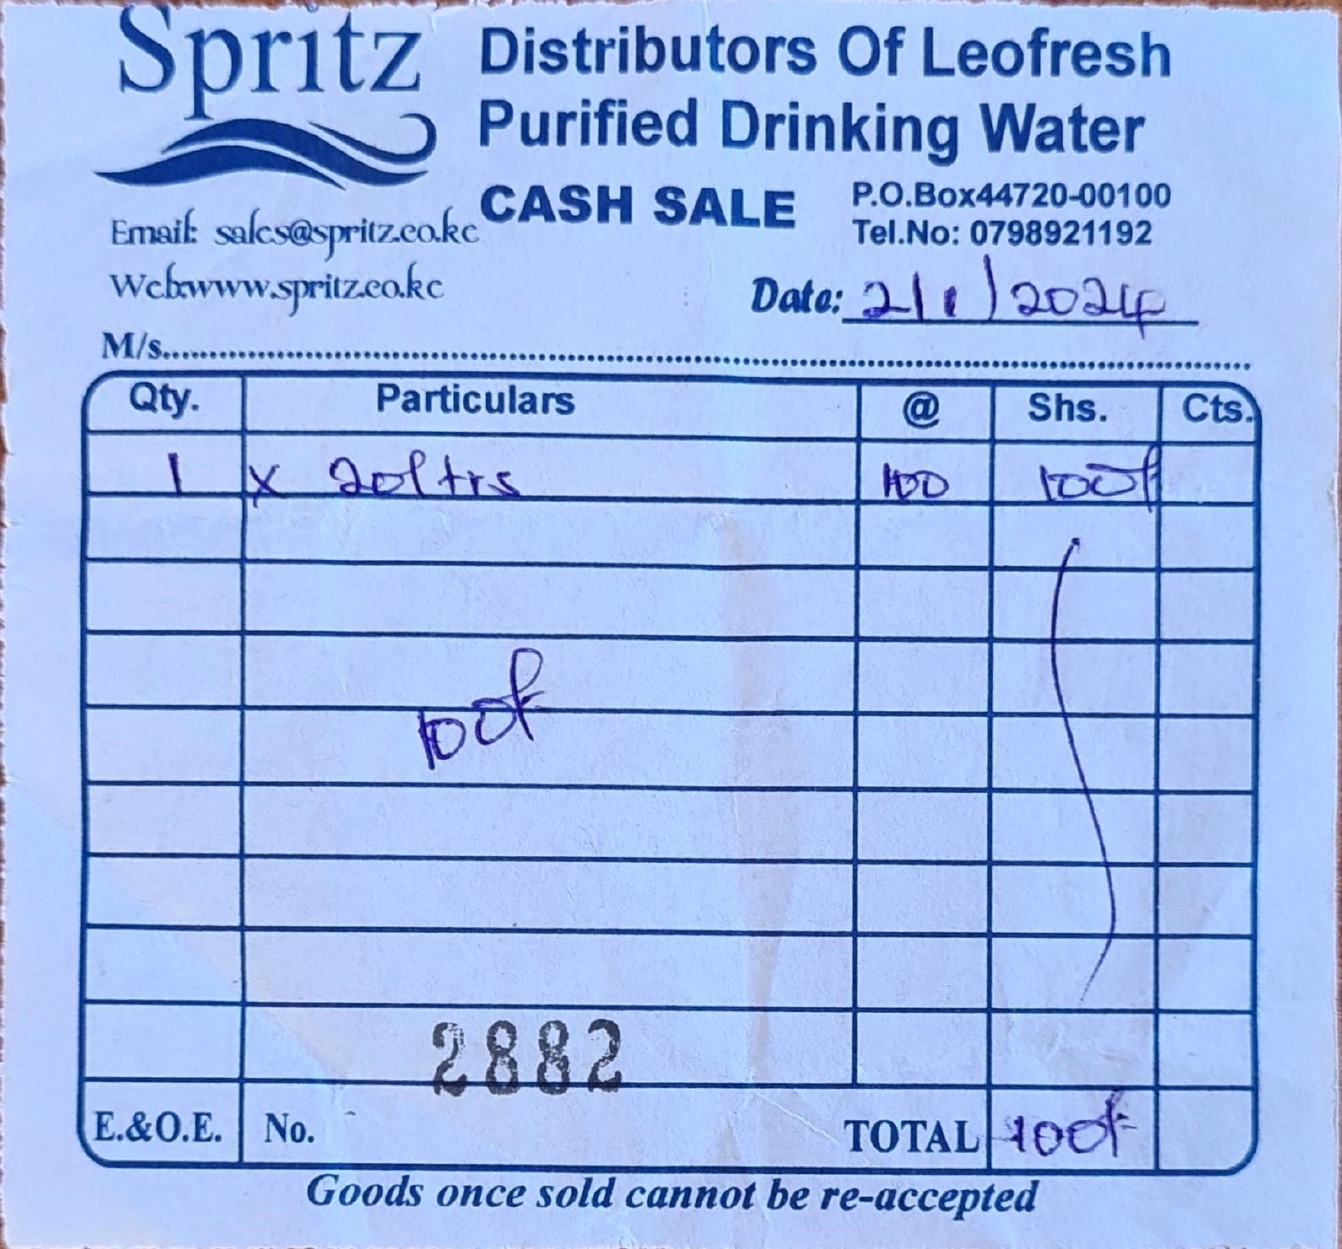 Spritz
Distributors Of Leofresh
Purified Drinking Water
CASH SALE
P.O.Box44720-00100
Tel.No: 0798921192
Email: sales@spritz.co.ke
Web:www.spritz.co.ke
Date: 2/1/2024
M/s.
Qty. Particulars @ Shs. Cts.
1 x 20ltrs 100 100/-
100/-
2882
E.&O.E. No. TOTAL 100/-
Goods once sold cannot be re-accepted